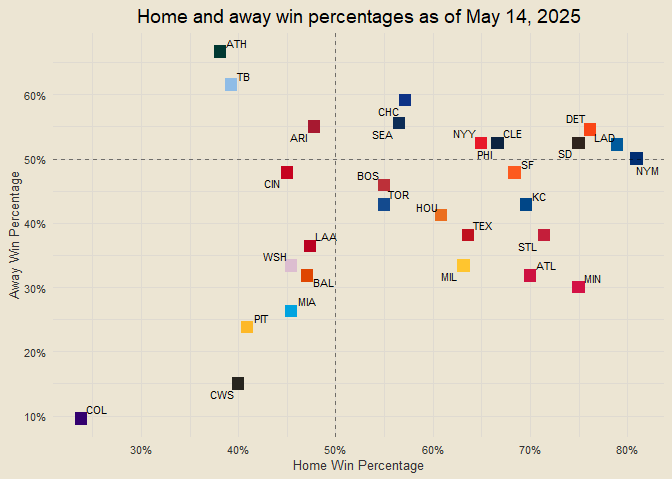 Home and away win percentages as of May 14, 2025
ATH
TB
60%
CHC
ARI
SEA
DET
NYY
CLE
LAD
50%
PHI
SD
NYM
SF
BOS
CIN
TOR
KC
40%
HOU
TEX
LAA
STL
WSH
ATL
MIL
MIN
BAL
30%
MIA
PIT
20%
CWS
COL
10%
30%
40%
50%
60%
70%
80%
Home Win Percentage
Away Win Percentage